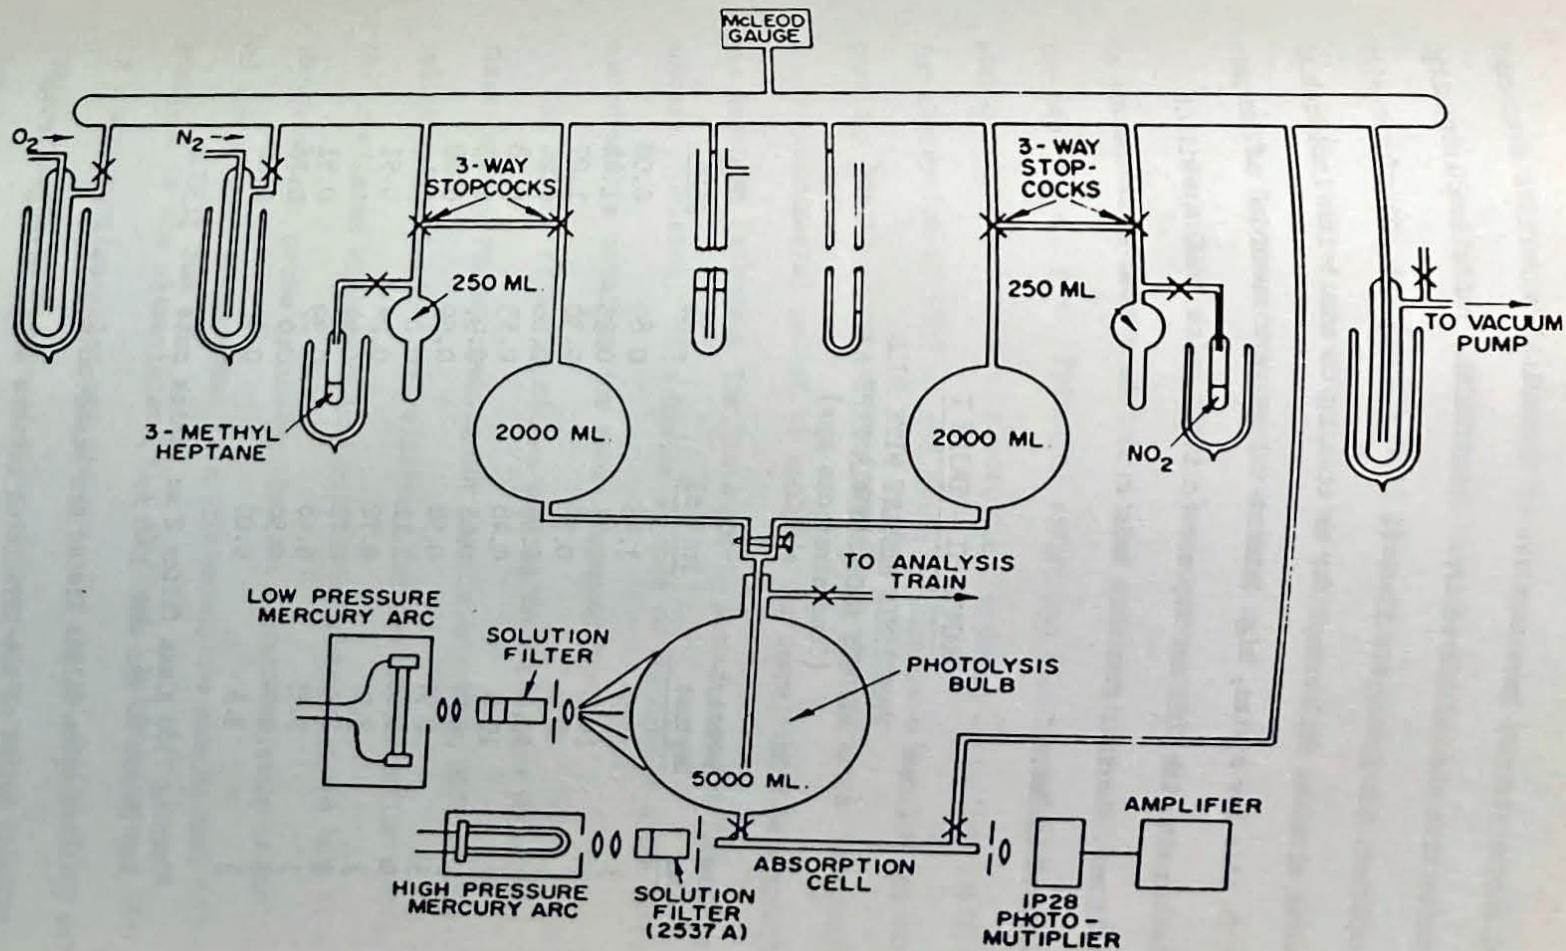 McLEOD
GAUGE
O2
N2
3-WAY
STOPCOCKS
3-WAY
STOP-
COCKS
250 ML.
250 ML.
TO VACUUM
PUMP
3-METHYL
HEPTANE
2000 ML.
2000 ML.
NO2
TO ANALYSIS
TRAIN
LOW PRESSURE
MERCURY ARC
SOLUTION
FILTER
PHOTOLYSIS
BULB
5000 ML.
AMPLIFIER
ABSORPTION
CELL
HIGH PRESSURE
MERCURY ARC
SOLUTION
FILTER
(2537 A)
IP28
PHOTO-
MUTIPLIER